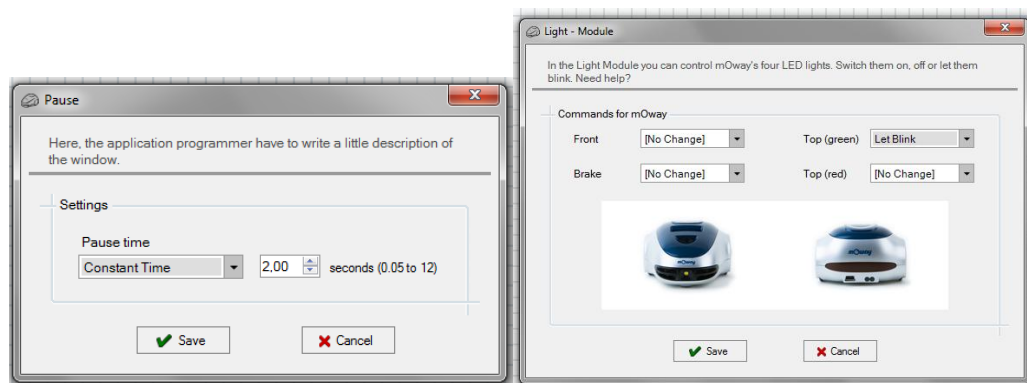 Pause
Here, the application programmer have to write a little description of
the window.
Settings
Pause time
Constant Time
2,00
seconds (0.05 to 12)
Save
Cancel
Light - Module
In the Light Module you can control mOway's four LED lights. Switch them on, off or let them
blink. Need help?
Commands for mOway
Front
[No Change]
Top (green)
Let Blink
Brake
[No Change]
Top (red)
[No Change]
mOway
mOway
Save
Cancel